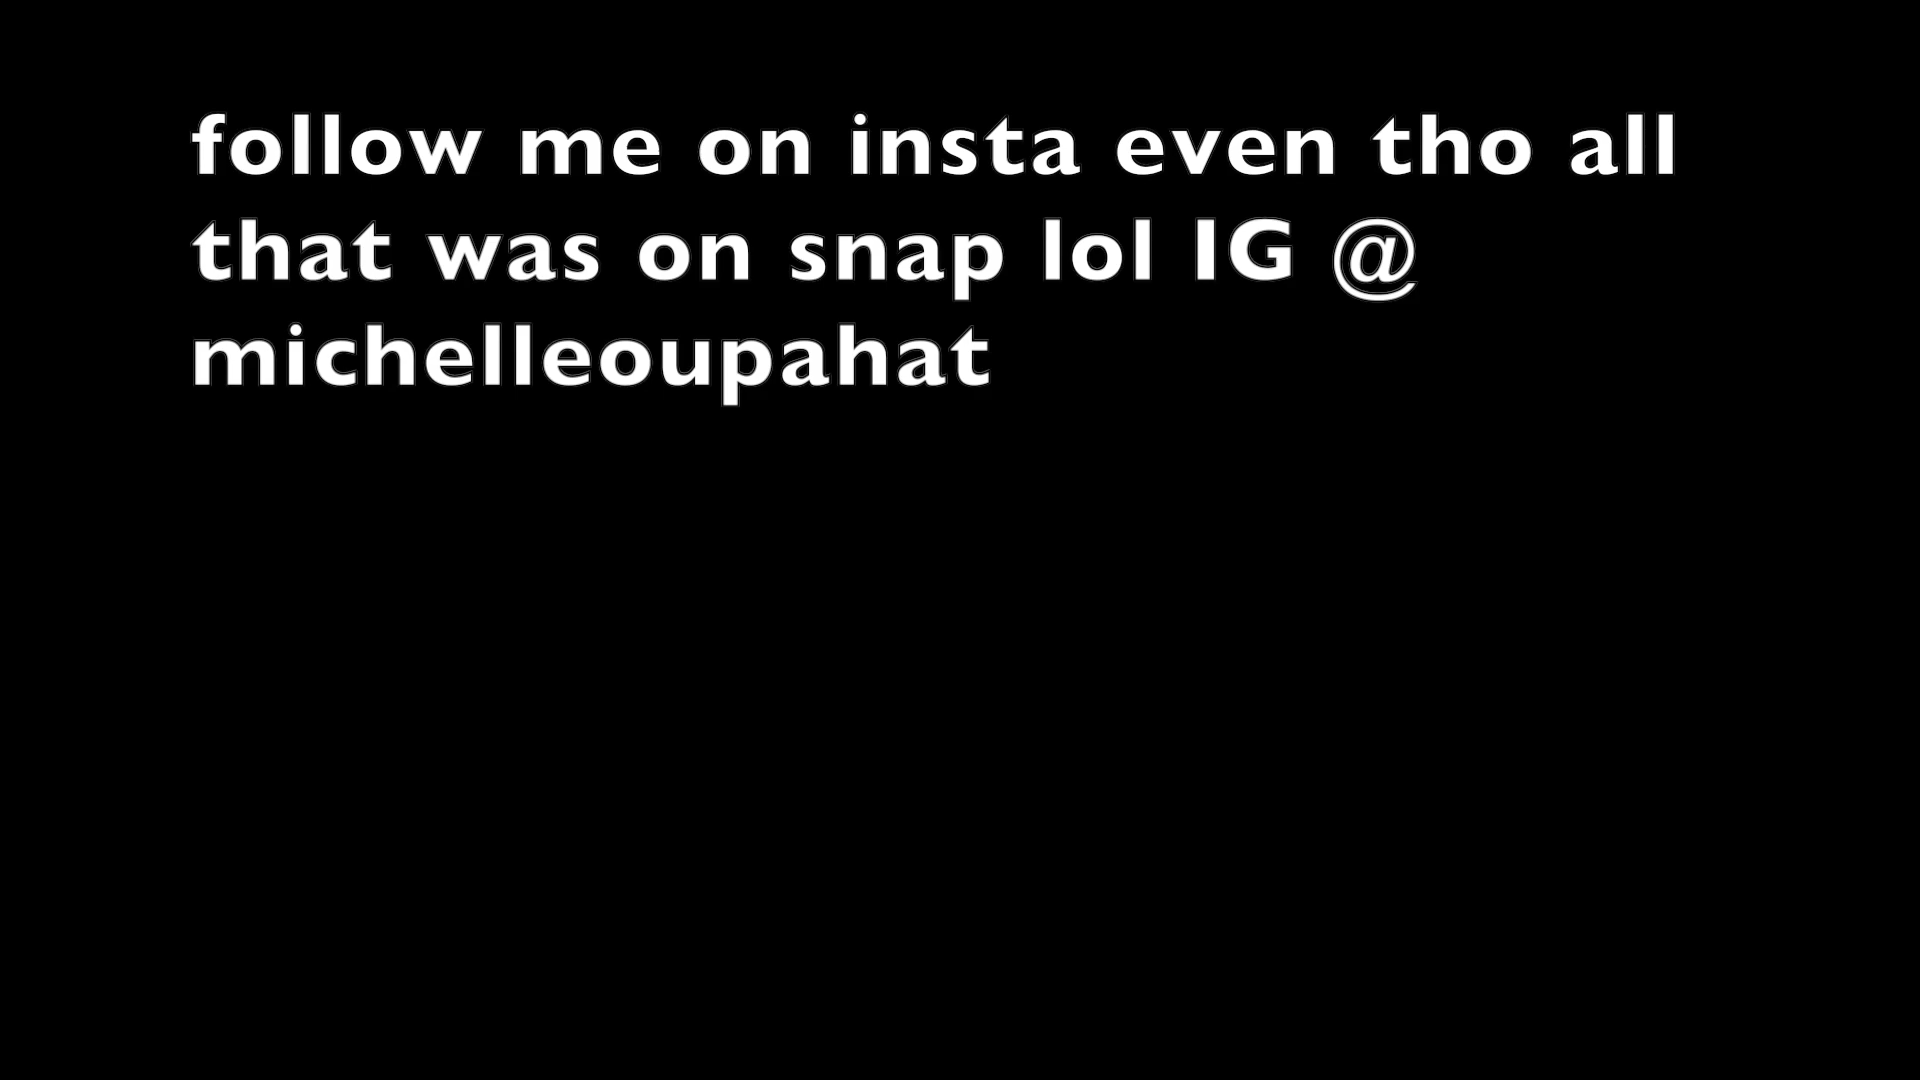 follow me on insta even tho all
that was on snap lol IG @
michelleoupahat